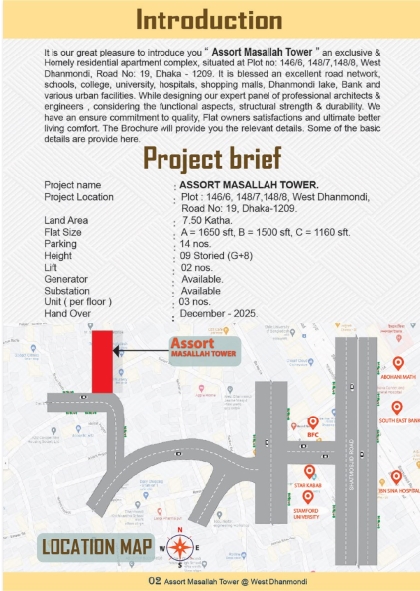 Introduction
It is our great pleasure to introduce you " Assort Masallah Tower " an exclusive &
Homely residential apartment complex, situated at Plot no: 146/6, 148/7,148/8, West
Dhanmondi, Road No: 19, Dhaka - 1209. It is blessed an excellent road network,
schools, college, university, hospitals, shopping malls, Dhanmondi lake, Bank and
various urban facilities. While designing our expert panel of professional architects &
engineers , considering the functional aspects, structural strength & durability. We
have an ensure commitment to quality, Flat owners satisfactions and ultimate better
living comfort. The Brochure will provide you the relevant details. Some of the basic
details are provide here.
Project brief
Project name : ASSORT MASALLAH TOWER.
Project Location : Plot : 146/6, 148/7,148/8, West Dhanmondi,
Road No: 19, Dhaka-1209.
Land Area : 7.50 Katha.
Flat Size : A = 1650 sft, B = 1500 sft, C = 1160 sft.
Parking : 14 nos.
Height : 09 Storied (G+8)
Lift : 02 nos.
Generator : Available.
Substation : Available
Unit ( per floor ) : 03 nos.
Hand Over : December - 2025.
Assort
MASALLAH TOWER
ABOHANI MATH
SOUTH EAST BANK
BFC
SHATMOSJID ROAD
STAR KABAB
STAMFORD
UNIVERSITY
IBN SINA HOSPITAL
LOCATION MAP
N
W E
S
02 Assort Masallah Tower @ West Dhanmondi